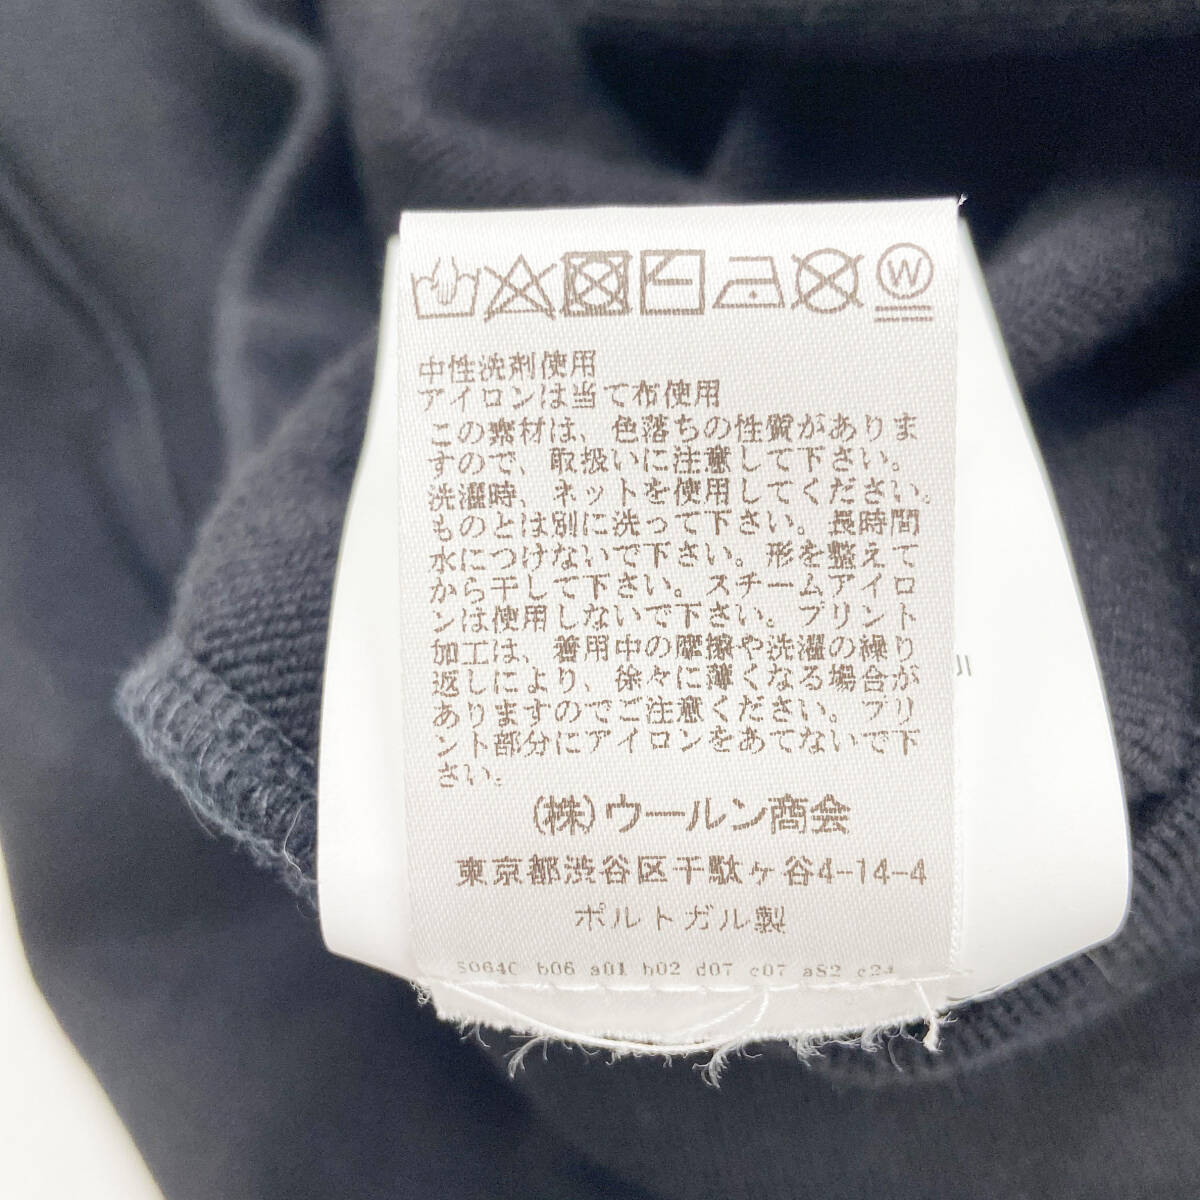 W
中性洗剤使用
アイロンは当て布使用
この素材は、色落ちの性質がありま
すので、取扱いに注意して下さい。
洗濯時、ネットを使用してください。
ものとは別に洗って下さい。長時間
水につけないで下さい。形を整えて
から干して下さい。スチームアイロ
ンは使用しないで下さい。プリント
加工は、着用中の摩擦や洗濯の繰り
返しにより、徐々に薄くなる場合が
ありますのでご注意ください。プリ
ント部分にアイロンをあてないで下
さい。
(株)ウールン商会
東京都渋谷区千駄ヶ谷4-14-4
ポルトガル製
b06 a01 h02 d07 c07 a82